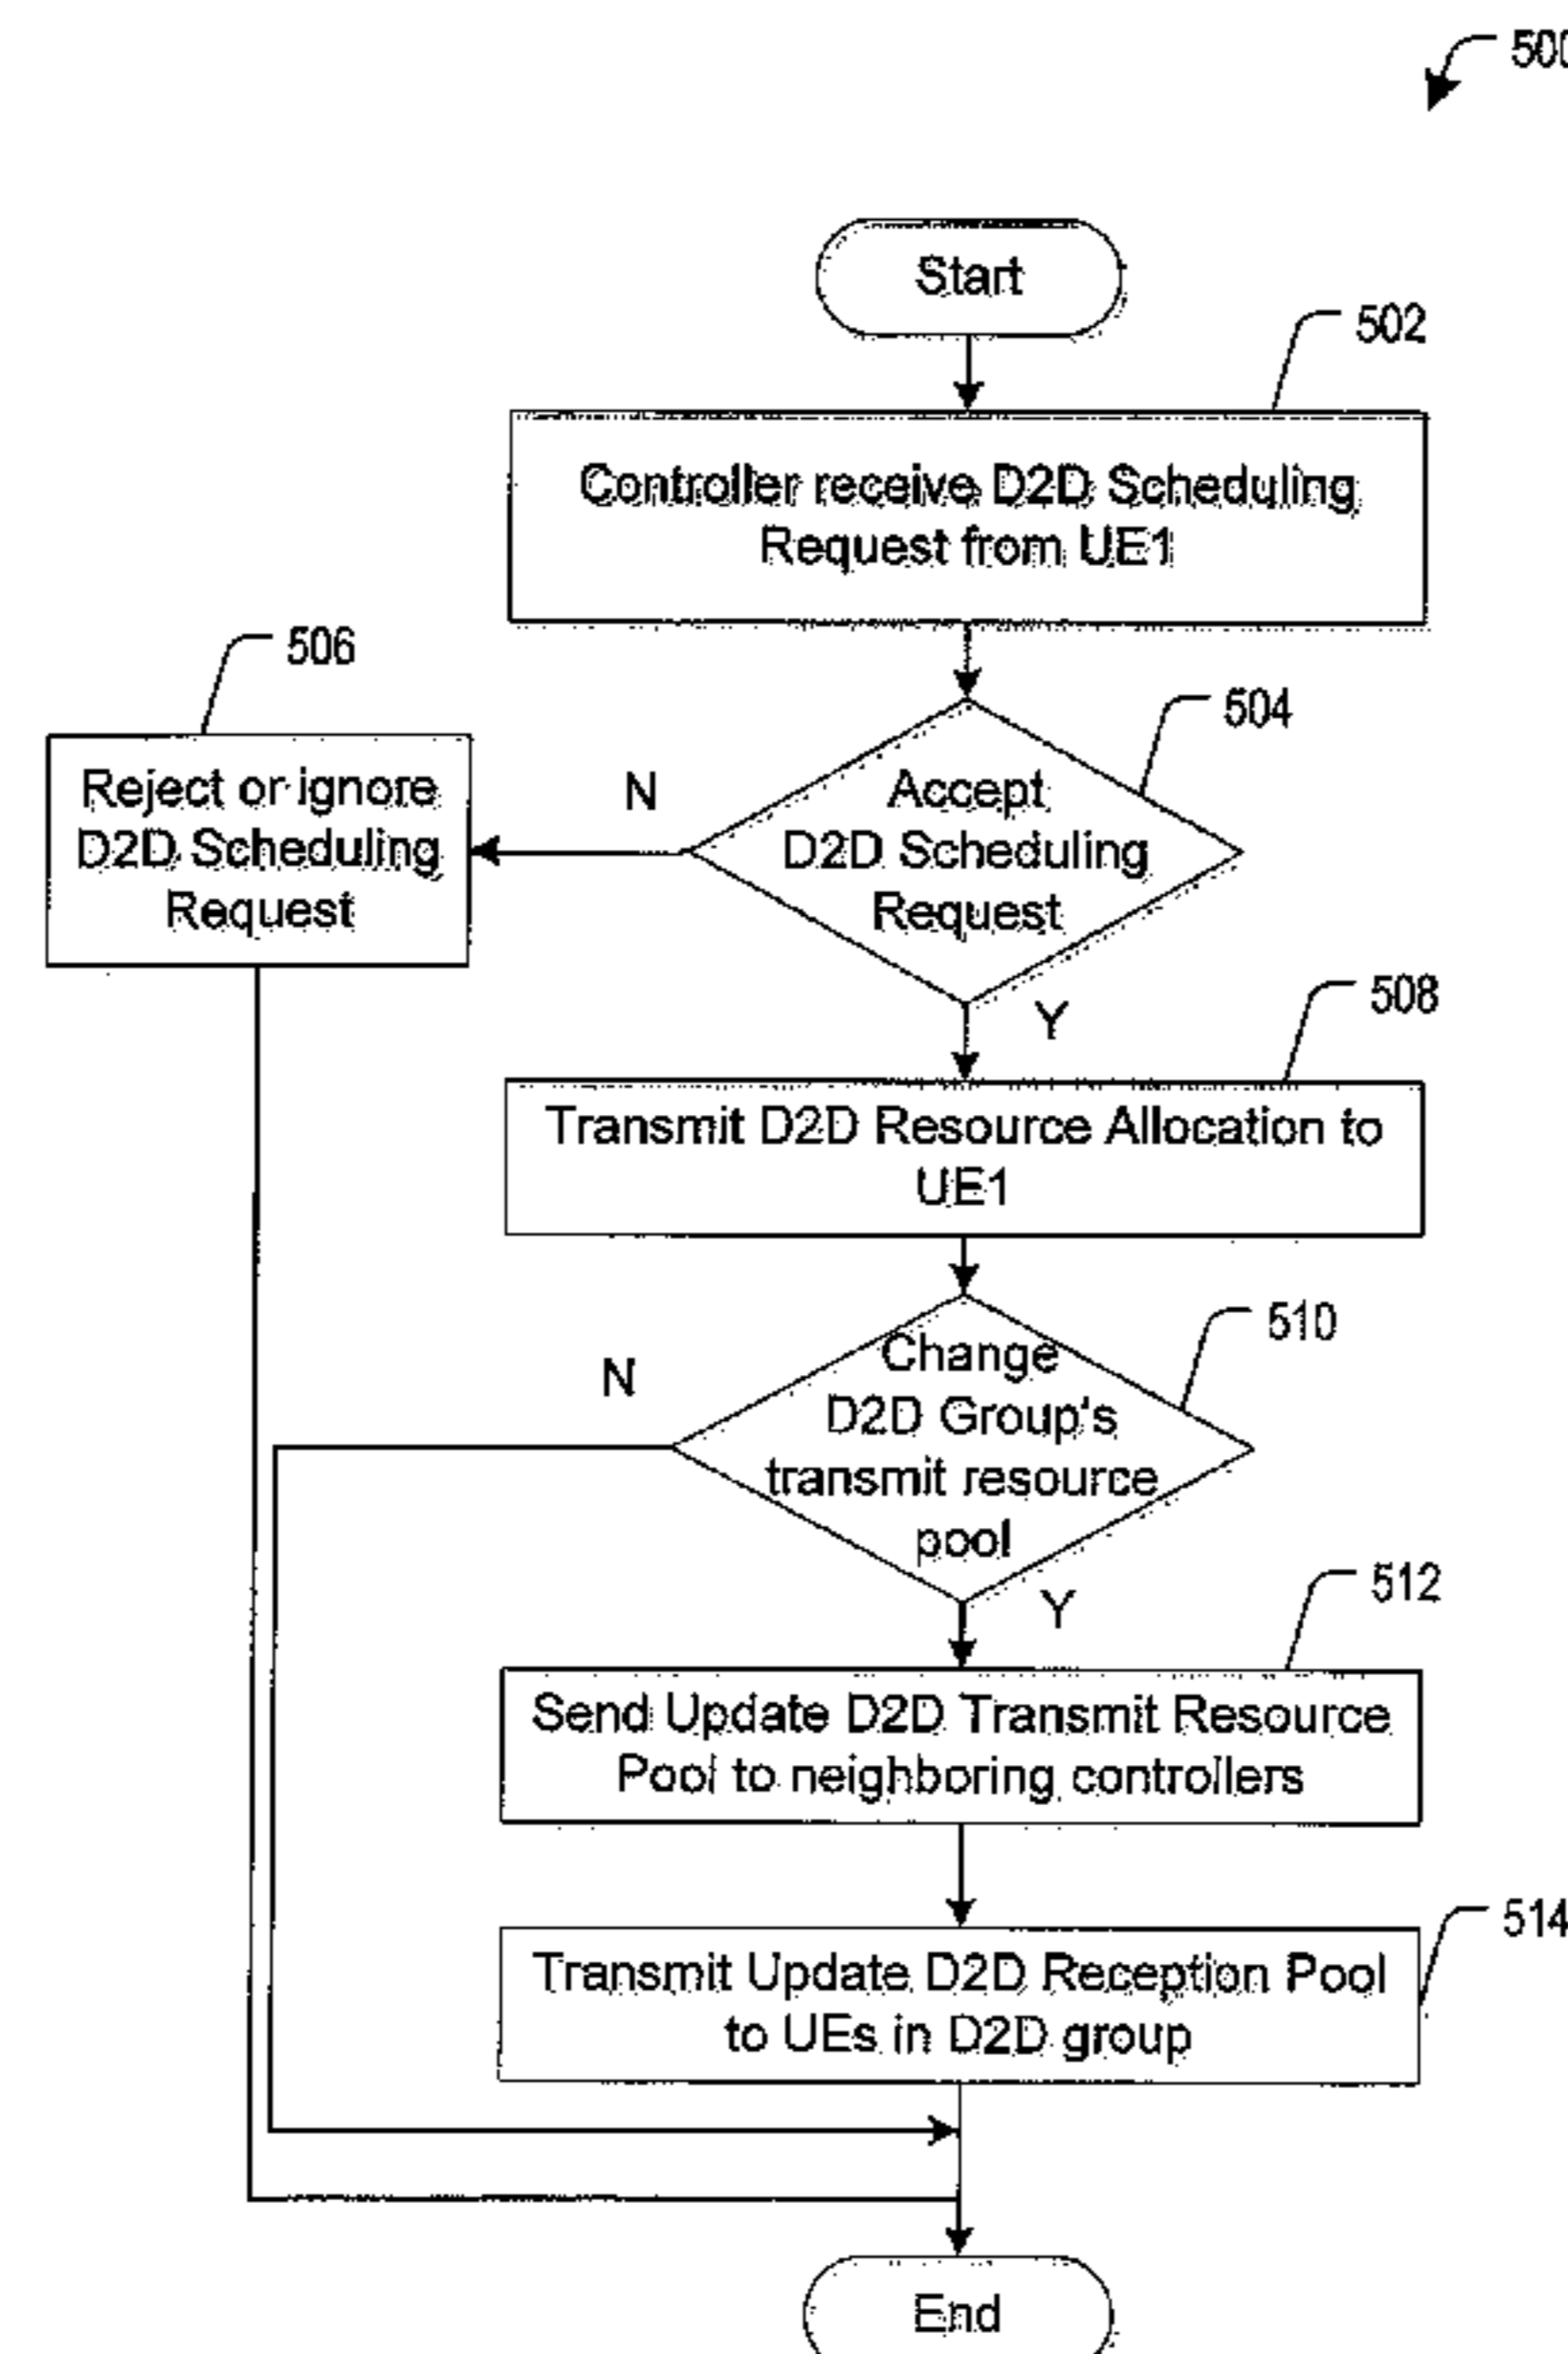 500
Start
502
Controller receive D2D Scheduling
Request from UE1
506
504
Reject or ignore
D2D Scheduling
Request
N
Accept
D2D Scheduling
Request
Y
508
Transmit D2D Resource Allocation to
UE1
510
N
Change
D2D Group's
transmit resource
pool
Y
512
Send Update D2D Transmit Resource
Pool to neighboring controllers
514
Transmit Update D2D Reception Pool
to UEs in D2D group
End